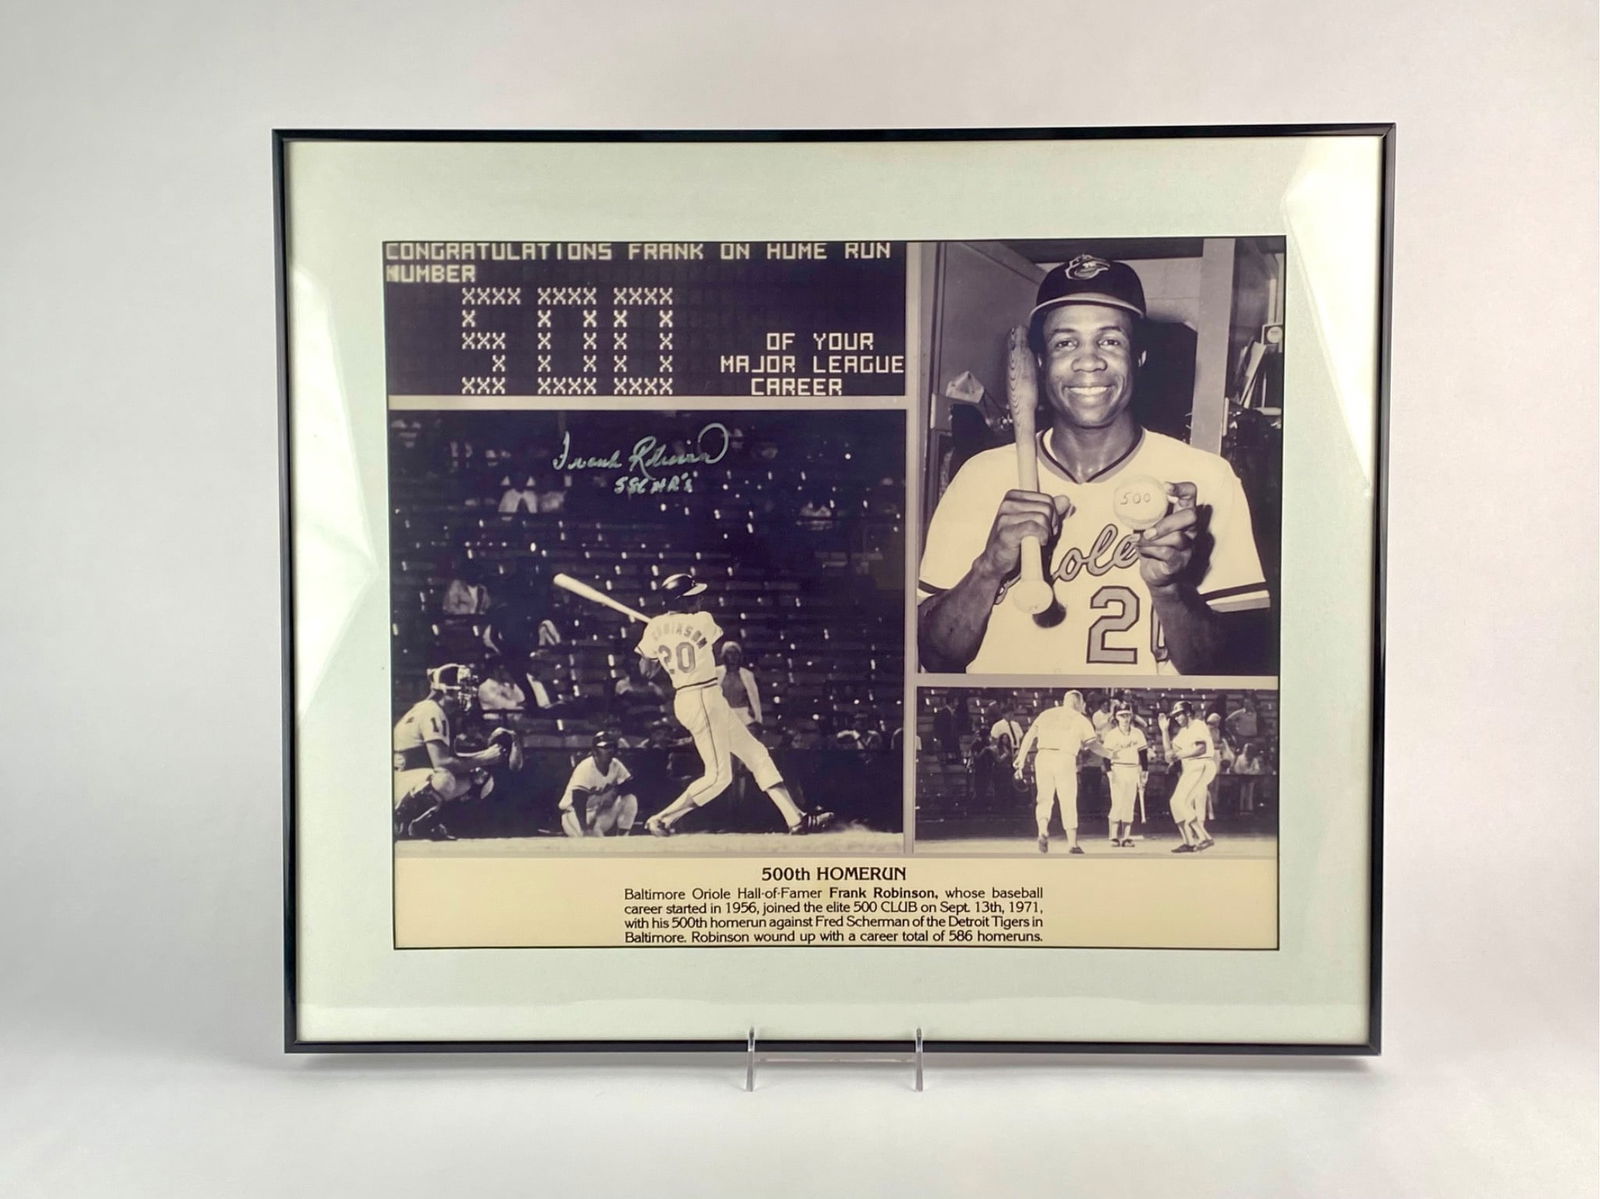 CONGRATULATIONS FRANK ON HUME RUN
NUMBER
500
OF YOUR
MAJOR LEAGUE
CAREER
Frank Robinson
586 HR's
500
oles
20
ROBINSON
20
500th HOMERUN
Baltimore Oriole Hall-of-Famer Frank Robinson, whose baseball
career started in 1956, joined the elite 500 CLUB on Sept. 13th, 1971,
with his 500th homerun against Fred Scherman of the Detroit Tigers in
Baltimore. Robinson wound up with a career total of 586 homeruns.